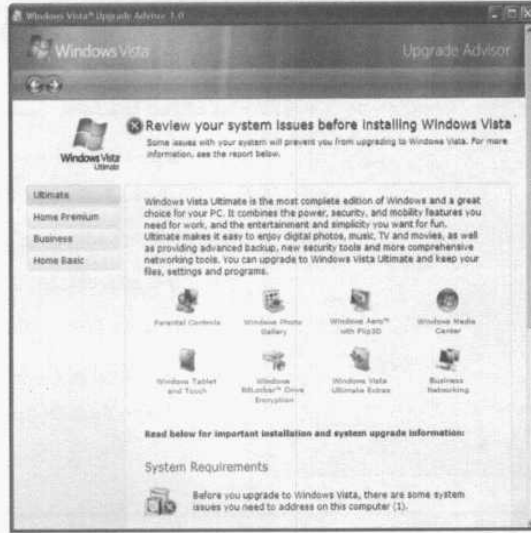 Windows Vista™ Upgrade Advisor 1.0
Windows Vista
Upgrade Advisor
Windows Vista
Ultimate
Review your system issues before installing Windows Vista
Some issues with your system will prevent you from upgrading to Windows Vista. For more
information, see the report below.
Ultimate
Home Premium
Business
Home Basic
Windows Vista Ultimate is the most complete edition of Windows and a great
choice for your PC. It combines the power, security, and mobility features you
need for work, and the entertainment and simplicity you want for fun.
Ultimate makes it easy to enjoy digital photos, music, TV and movies, as well
as providing advanced backup, new security tools and more comprehensive
networking tools. You can upgrade to Windows Vista Ultimate and keep your
files, settings and programs.
Parental Controls
Windows Photo
Gallery
Windows Aero™
with Flip3D
Windows Media
Center
Windows Tablet
and Touch
Windows
BitLocker™ Drive
Encryption
Windows Vista
Ultimate Extras
Business
Networking
Read below for important installation and system upgrade information:
System Requirements
Before you upgrade to Windows Vista, there are some system
issues you need to address on this computer (1).